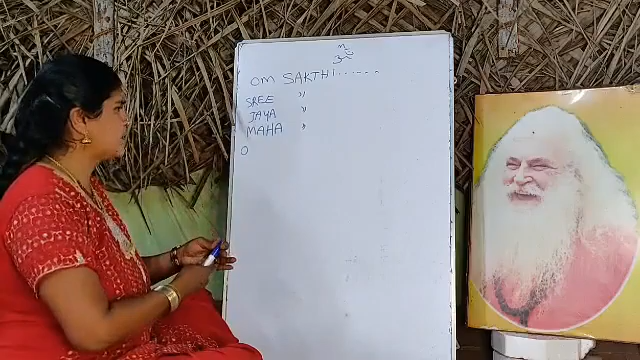 OM SAKTHI......
SREE "
JAYA "
MAHA "
O